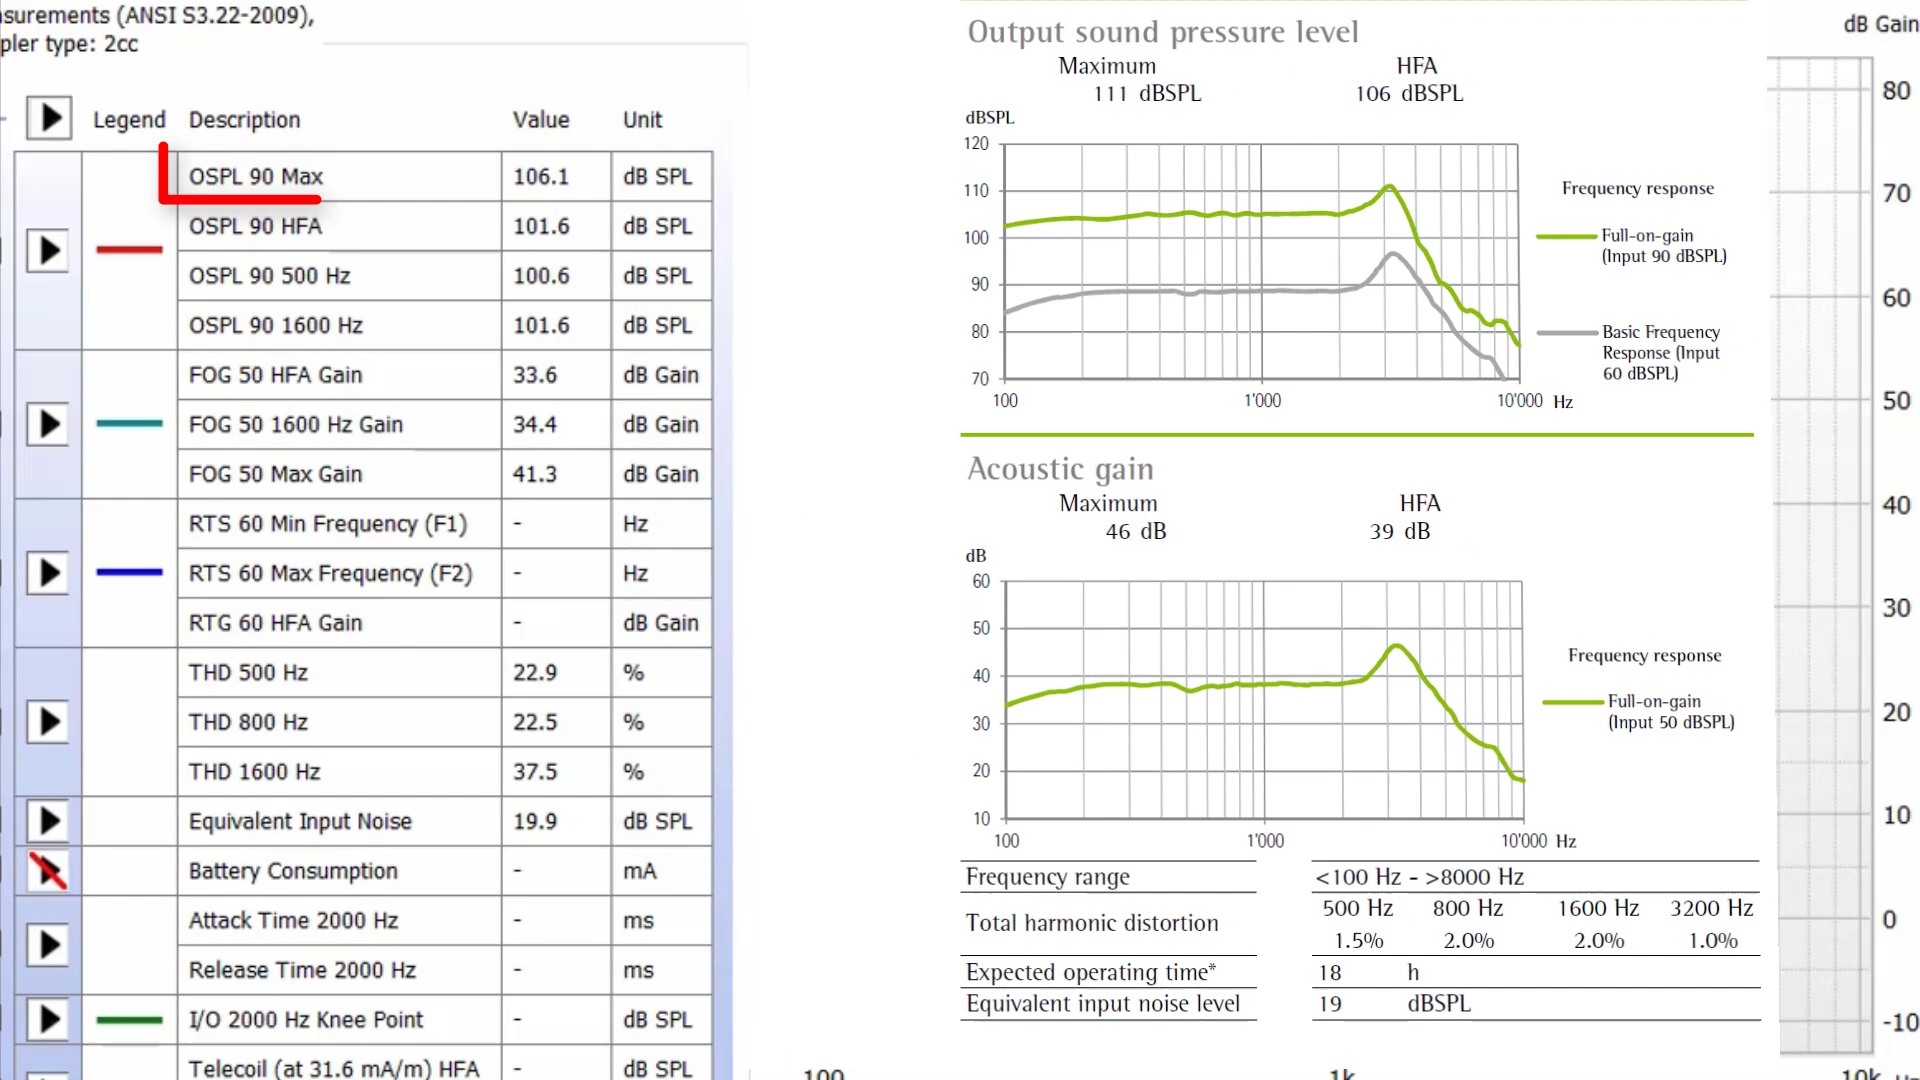 surements (ANSI S3.22-2009),
pler type: 2cc
Legend Description Value Unit
OSPL 90 Max 106.1 dB SPL
OSPL 90 HFA 101.6 dB SPL
OSPL 90 500 Hz 100.6 dB SPL
OSPL 90 1600 Hz 101.6 dB SPL
FOG 50 HFA Gain 33.6 dB Gain
FOG 50 1600 Hz Gain 34.4 dB Gain
FOG 50 Max Gain 41.3 dB Gain
RTS 60 Min Frequency (F1) - Hz
RTS 60 Max Frequency (F2) - Hz
RTG 60 HFA Gain - dB Gain
THD 500 Hz 22.9 %
THD 800 Hz 22.5 %
THD 1600 Hz 37.5 %
Equivalent Input Noise 19.9 dB SPL
Battery Consumption - mA
Attack Time 2000 Hz - ms
Release Time 2000 Hz - ms
I/O 2000 Hz Knee Point - dB SPL
Telecoil (at 31.6 mA/m) HFA - dB SPL
Output sound pressure level
Maximum HFA
111 dBSPL 106 dBSPL
dBSPL
120
110
100
90
80
70
100 1'000 10'000 Hz
Frequency response
Full-on-gain
(Input 90 dBSPL)
Basic Frequency
Response (Input
60 dBSPL)
Acoustic gain
Maximum HFA
46 dB 39 dB
dB
60
50
40
30
20
10
100 1'000 10'000 Hz
Frequency response
Full-on-gain
(Input 50 dBSPL)
Frequency range <100 Hz - >8000 Hz
500 Hz 800 Hz 1600 Hz 3200 Hz
Total harmonic distortion
1.5% 2.0% 2.0% 1.0%
Expected operating time* 18 h
Equivalent input noise level 19 dBSPL
dB Gain
80
70
60
50
40
30
20
10
0
-10
100 1k 10k